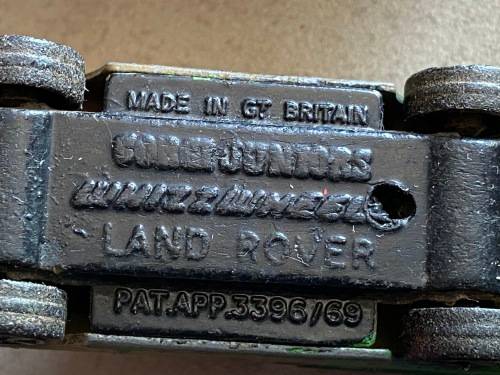 MADE IN GT BRITAIN
CORGI JUNIORS
WHIZZWHEELS
LAND ROVER
PAT.APP.3396/69